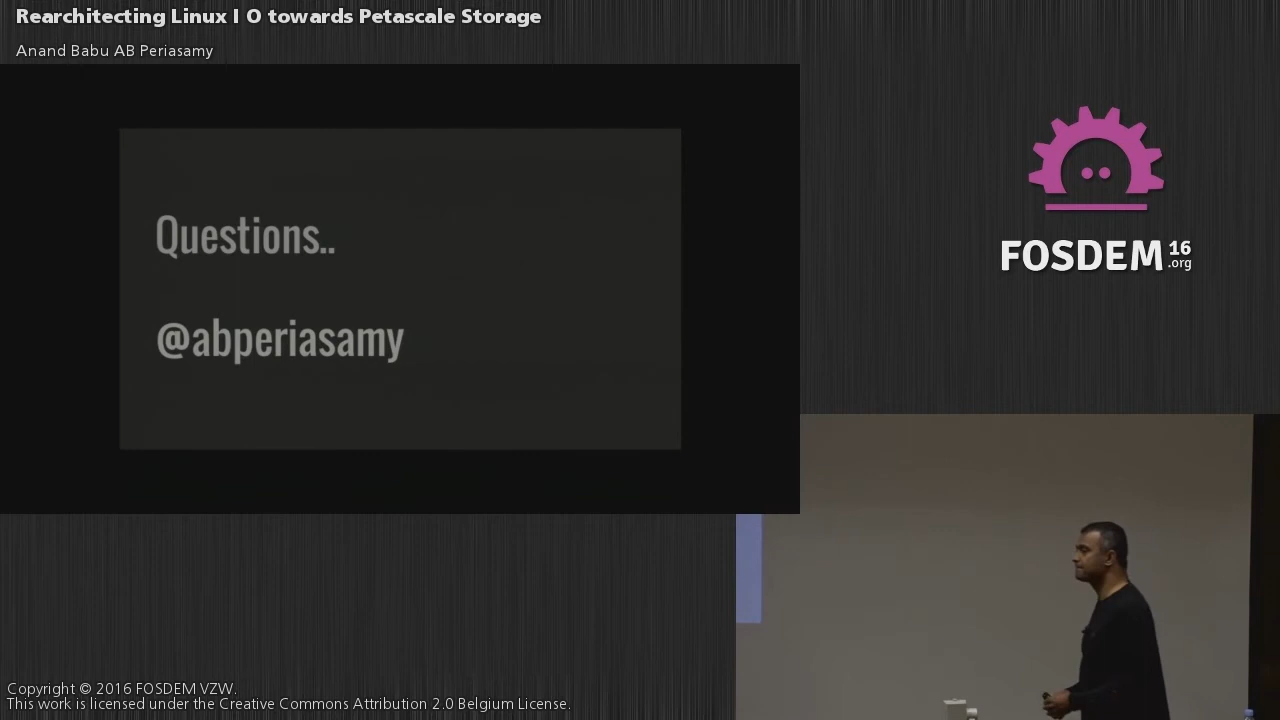 Rearchitecting Linux I O towards Petascale Storage
Anand Babu AB Periasamy
Questions..
@abperiasamy
FOSDEM 16 .org
Copyright © 2016 FOSDEM VZW.
This work is licensed under the Creative Commons Attribution 2.0 Belgium License.